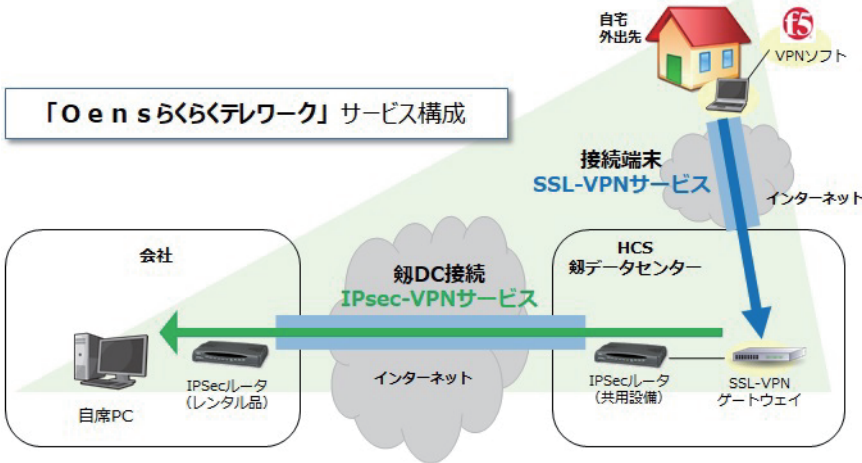 自宅
外出先
f5
VPNソフト
「Oensらくらくテレワーク」サービス構成
接続端末
SSL-VPNサービス
インターネット
会社
剱DC接続
IPsec-VPNサービス
HCS
剱データセンター
インターネット
自席PC
IPSecルータ
(レンタル品)
IPSecルータ
(共用設備)
SSL-VPN
ゲートウェイ